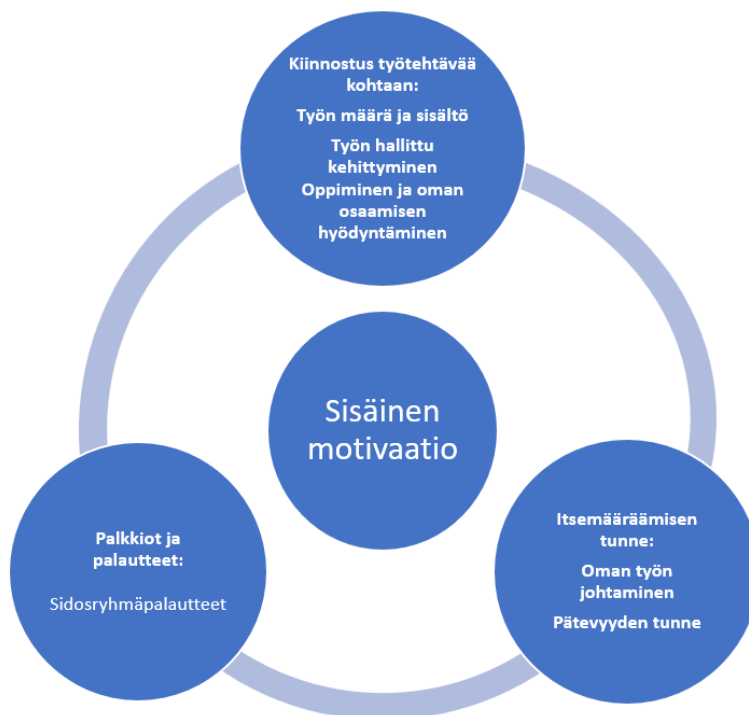 Kiinnostus työtehtävää
kohtaan:
Työn määrä ja sisältö
Työn hallittu
kehittyminen
Oppiminen ja oman
osaamisen
hyödyntäminen
Sisäinen
motivaatio
Palkkiot ja
palautteet:
Sidosryhmäpalautteet
Itsemääräämisen
tunne:
Oman työn
johtaminen
Pätevyyden tunne